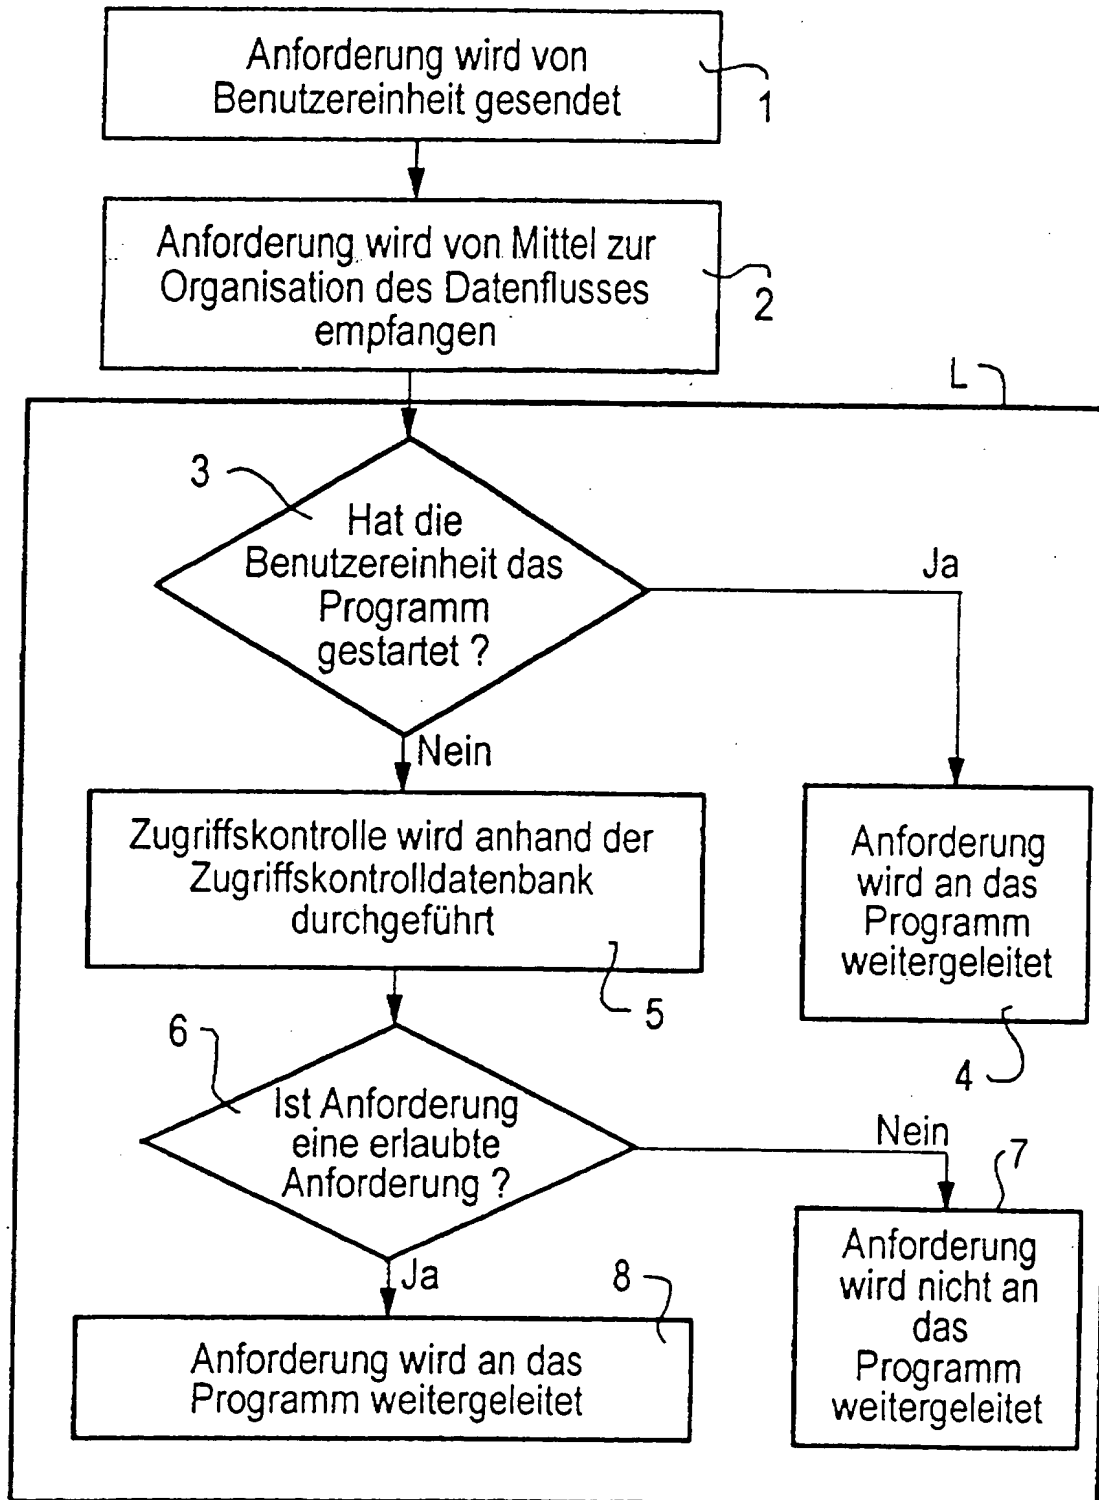 Anforderung wird von
Benutzereinheit gesendet
1
Anforderung wird von Mittel zur
Organisation des Datenflusses
empfangen
2
L
3
Hat die
Benutzereinheit das
Programm
gestartet ?
Ja
Nein
Zugriffskontrolle wird anhand der
Zugriffskontrolldatenbank
durchgeführt
5
Anforderung
wird an das
Programm
weitergeleitet
4
6
Ist Anforderung
eine erlaubte
Anforderung ?
Nein
7
Anforderung
wird nicht an
das
Programm
weitergeleitet
Ja
8
Anforderung wird an das
Programm weitergeleitet